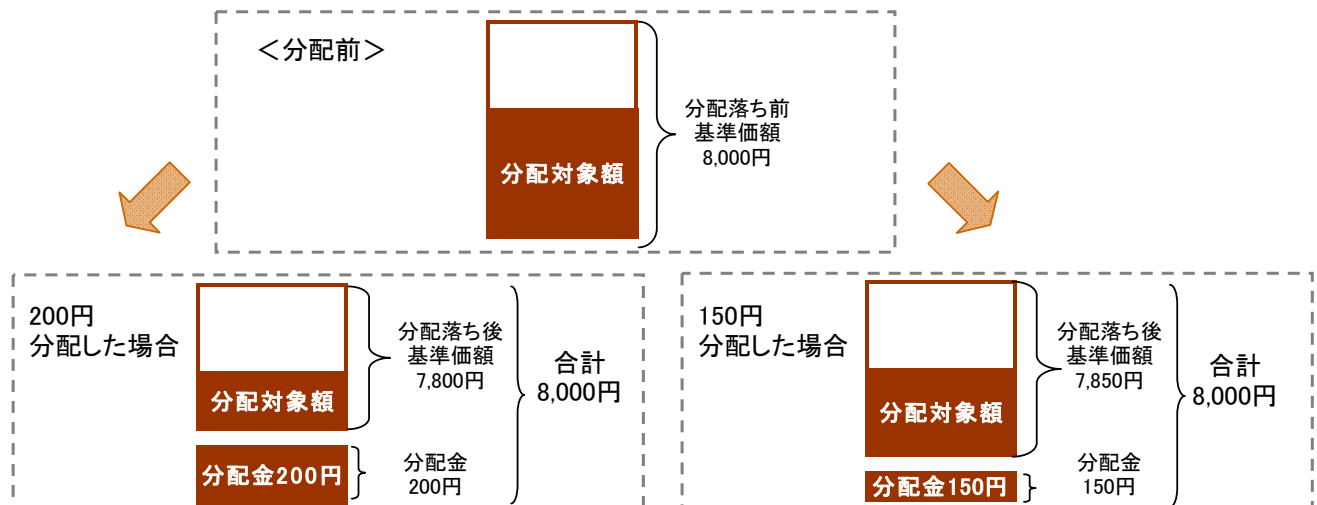 ＜分配前＞
分配対象額
分配落ち前
基準価額
8,000円
200円
分配した場合
分配対象額
分配金200円
分配落ち後
基準価額
7,800円
分配金
200円
合計
8,000円
150円
分配した場合
分配対象額
分配金150円
分配落ち後
基準価額
7,850円
分配金
150円
合計
8,000円